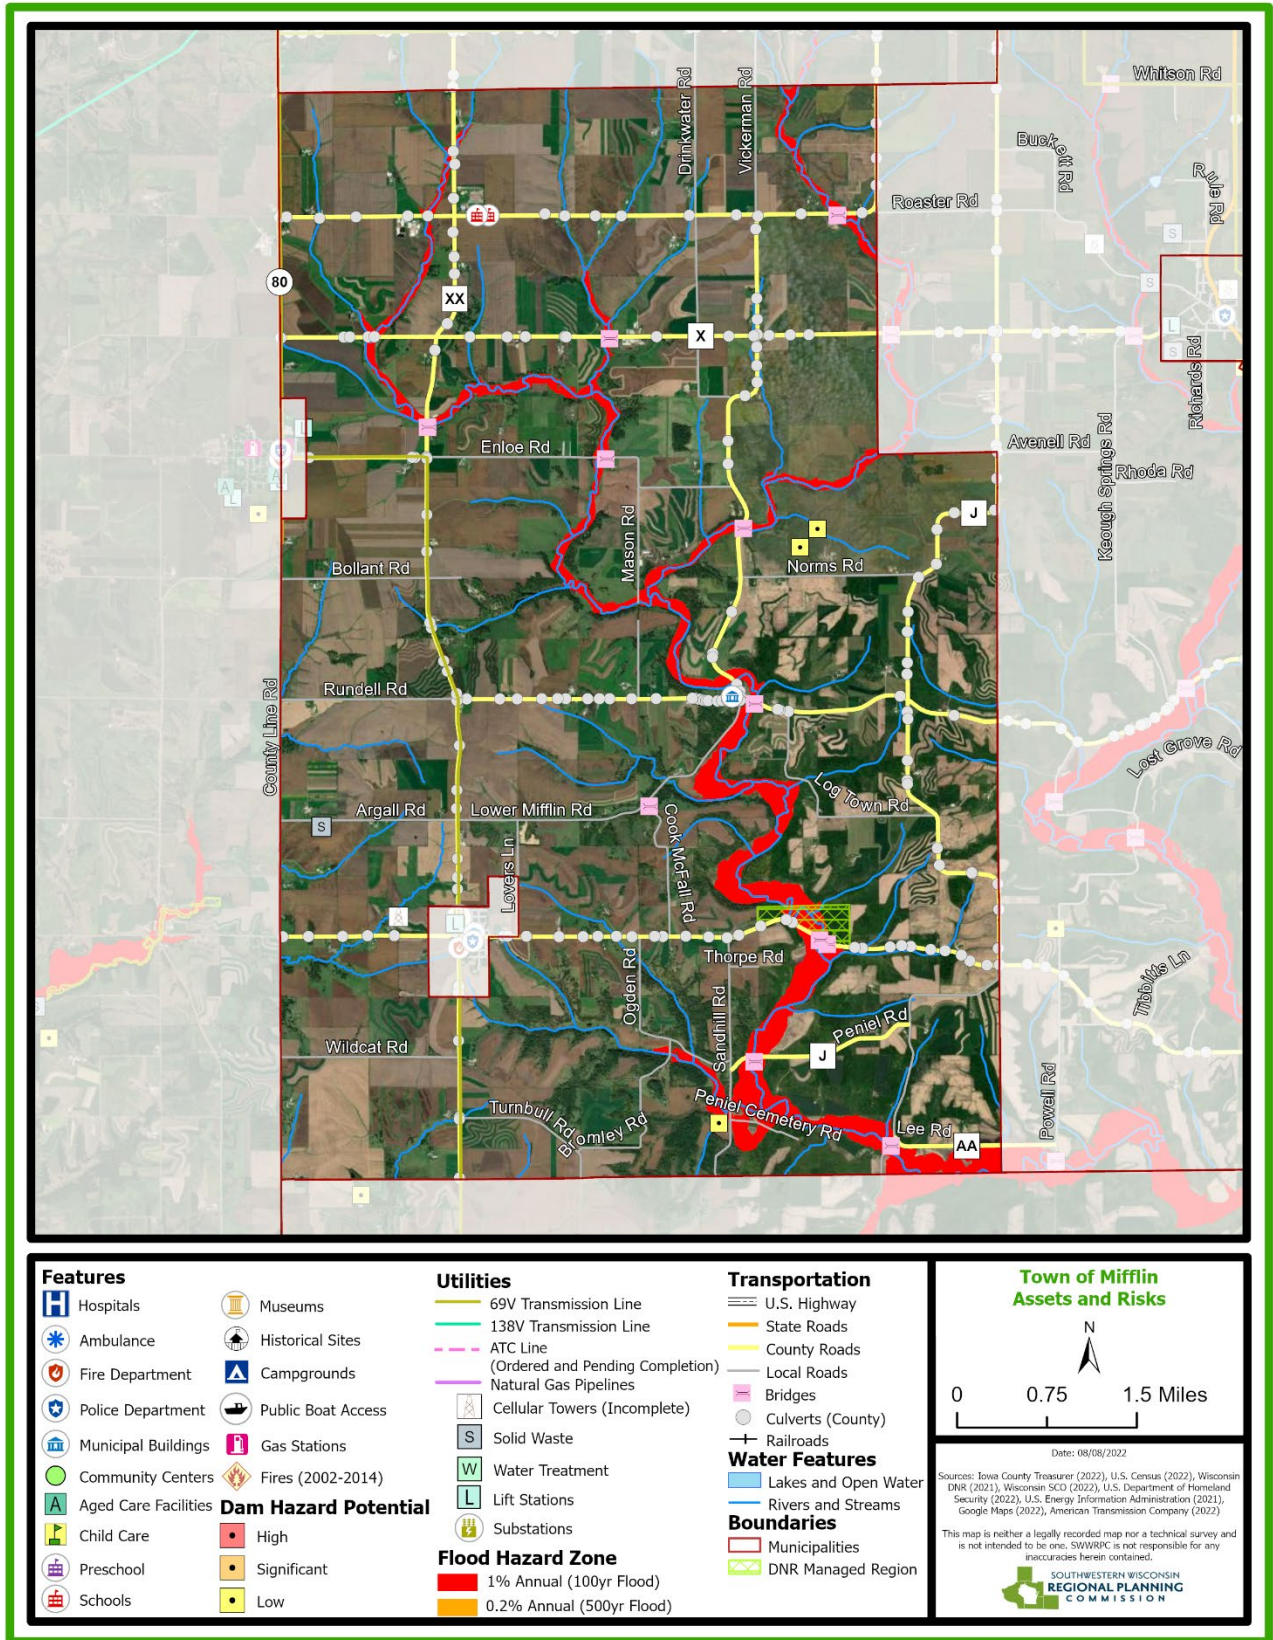 Whitson Rd
Drinkwater Rd
Vickerman Rd
Buckett Rd
Rule Rd
Roaster Rd
80
XX
X
S
S
L
S
Richards Rd
Keough Springs Rd
Avenell Rd
Rhoda Rd
Enloe Rd
L
A
A
L
J
Mason Rd
Norms Rd
Bollant Rd
County Line Rd
Rundell Rd
Lost Grove Rd
Log Town Rd
Argall Rd
Lower Mifflin Rd
S
Cook McFall Rd
Lovers Ln
L
Thorpe Rd
Ogden Rd
Sandhill Rd
Tibbitts Ln
Peniel Rd
J
Wildcat Rd
Powell Rd
Turnbull Rd
Bromley Rd
Peniel Cemetery Rd
Lee Rd
AA
Features
H Hospitals
Ambulance
Fire Department
Police Department
Municipal Buildings
Community Centers
A Aged Care Facilities
Child Care
Preschool
Schools
Museums
Historical Sites
Campgrounds
Public Boat Access
Gas Stations
Fires (2002-2014)
Dam Hazard Potential
High
Significant
Low
Utilities
69V Transmission Line
138V Transmission Line
ATC Line
(Ordered and Pending Completion)
Natural Gas Pipelines
Cellular Towers (Incomplete)
S Solid Waste
W Water Treatment
L Lift Stations
Substations
Flood Hazard Zone
1% Annual (100yr Flood)
0.2% Annual (500yr Flood)
Transportation
U.S. Highway
State Roads
County Roads
Local Roads
Bridges
Culverts (County)
Railroads
Water Features
Lakes and Open Water
Rivers and Streams
Boundaries
Municipalities
DNR Managed Region
Town of Mifflin
Assets and Risks
N
0 0.75 1.5 Miles
Date: 08/08/2022
Sources: Iowa County Treasurer (2022), U.S. Census (2022), Wisconsin
DNR (2021), Wisconsin SCO (2022), U.S. Department of Homeland
Security (2022), U.S. Energy Information Administration (2021),
Google Maps (2022), American Transmission Company (2022)
This map is neither a legally recorded map nor a technical survey and
is not intended to be one. SWWRPC is not responsible for any
inaccuracies herein contained.
SOUTHWESTERN WISCONSIN
REGIONAL PLANNING
COMMISSION